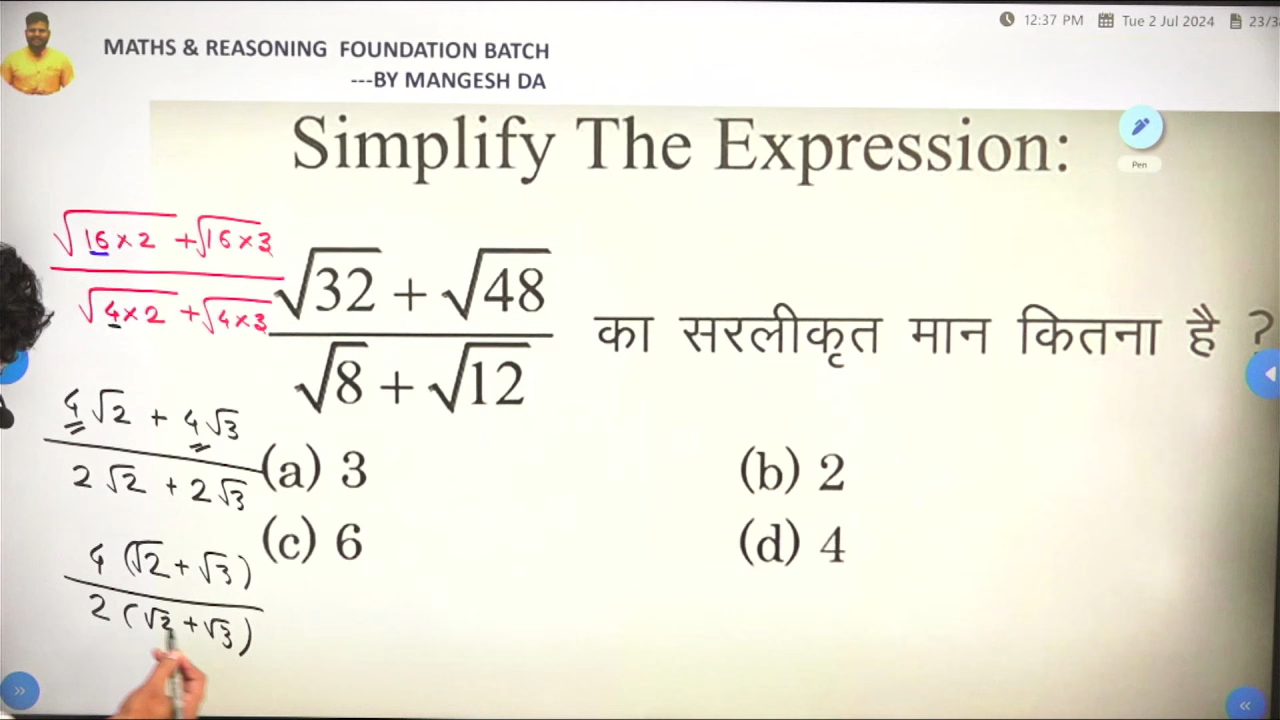 12:37 PM Tue 2 Jul 2024 23/3
MATHS & REASONING FOUNDATION BATCH
---BY MANGESH DA
Simplify The Expression:
Pen
√16×2 + √16×3
√4×2 + √4×3
√32 + √48
√8 + √12
का सरलीकृत मान कितना है ?
4√2 + 4√3
2√2 + 2√3
(a) 3 (b) 2
(c) 6 (d) 4
4 (√2 + √3)
2 (√2 + √3)